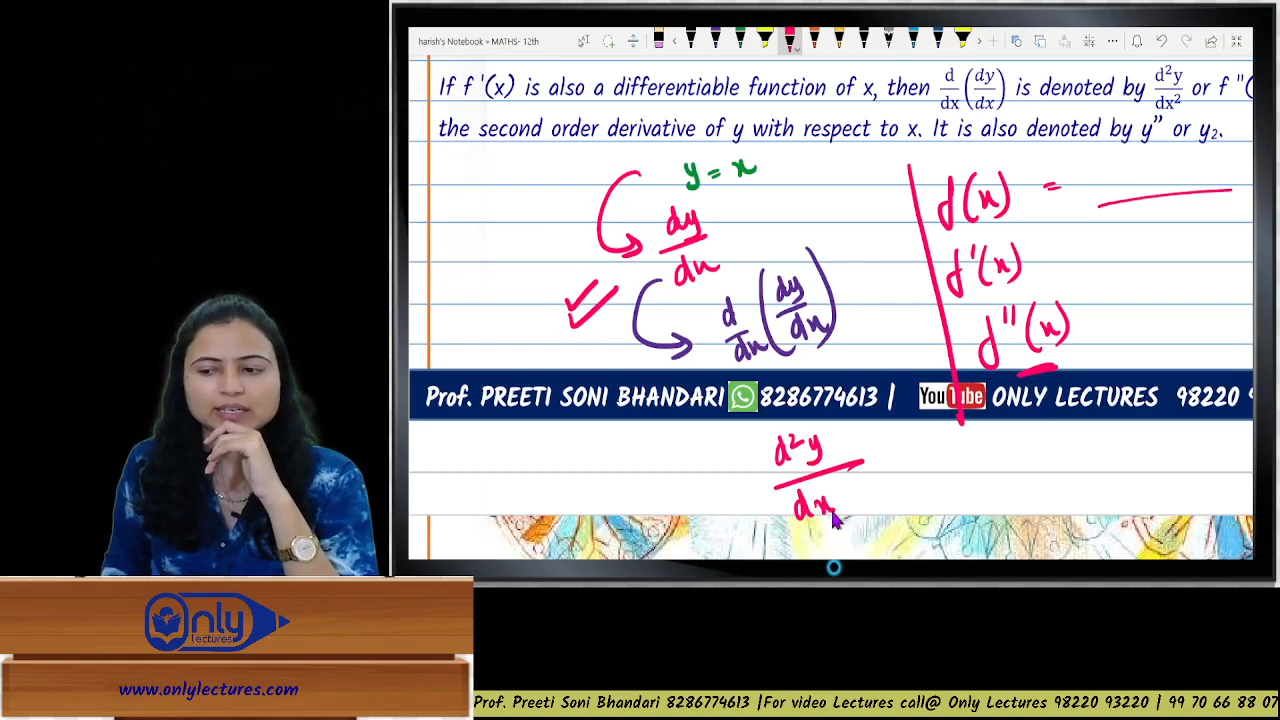 harish's Notebook » MATHS- 12th
If f '(x) is also a differentiable function of x, then d/dx (dy/dx) is denoted by d²y/dx² or f "(
the second order derivative of y with respect to x. It is also denoted by y” or y₂.
y = x
dy/dx
d/dx (dy/dx)
f(x) =
f'(x)
f"(x)
Prof. PREETI SONI BHANDARI 8286774613 | YouTube ONLY LECTURES 98220 9
d²y/dx
Only
lectures
www.onlylectures.com
Prof. Preeti Soni Bhandari 8286774613 |For video Lectures call@ Only Lectures 98220 93220 | 99 70 66 88 07